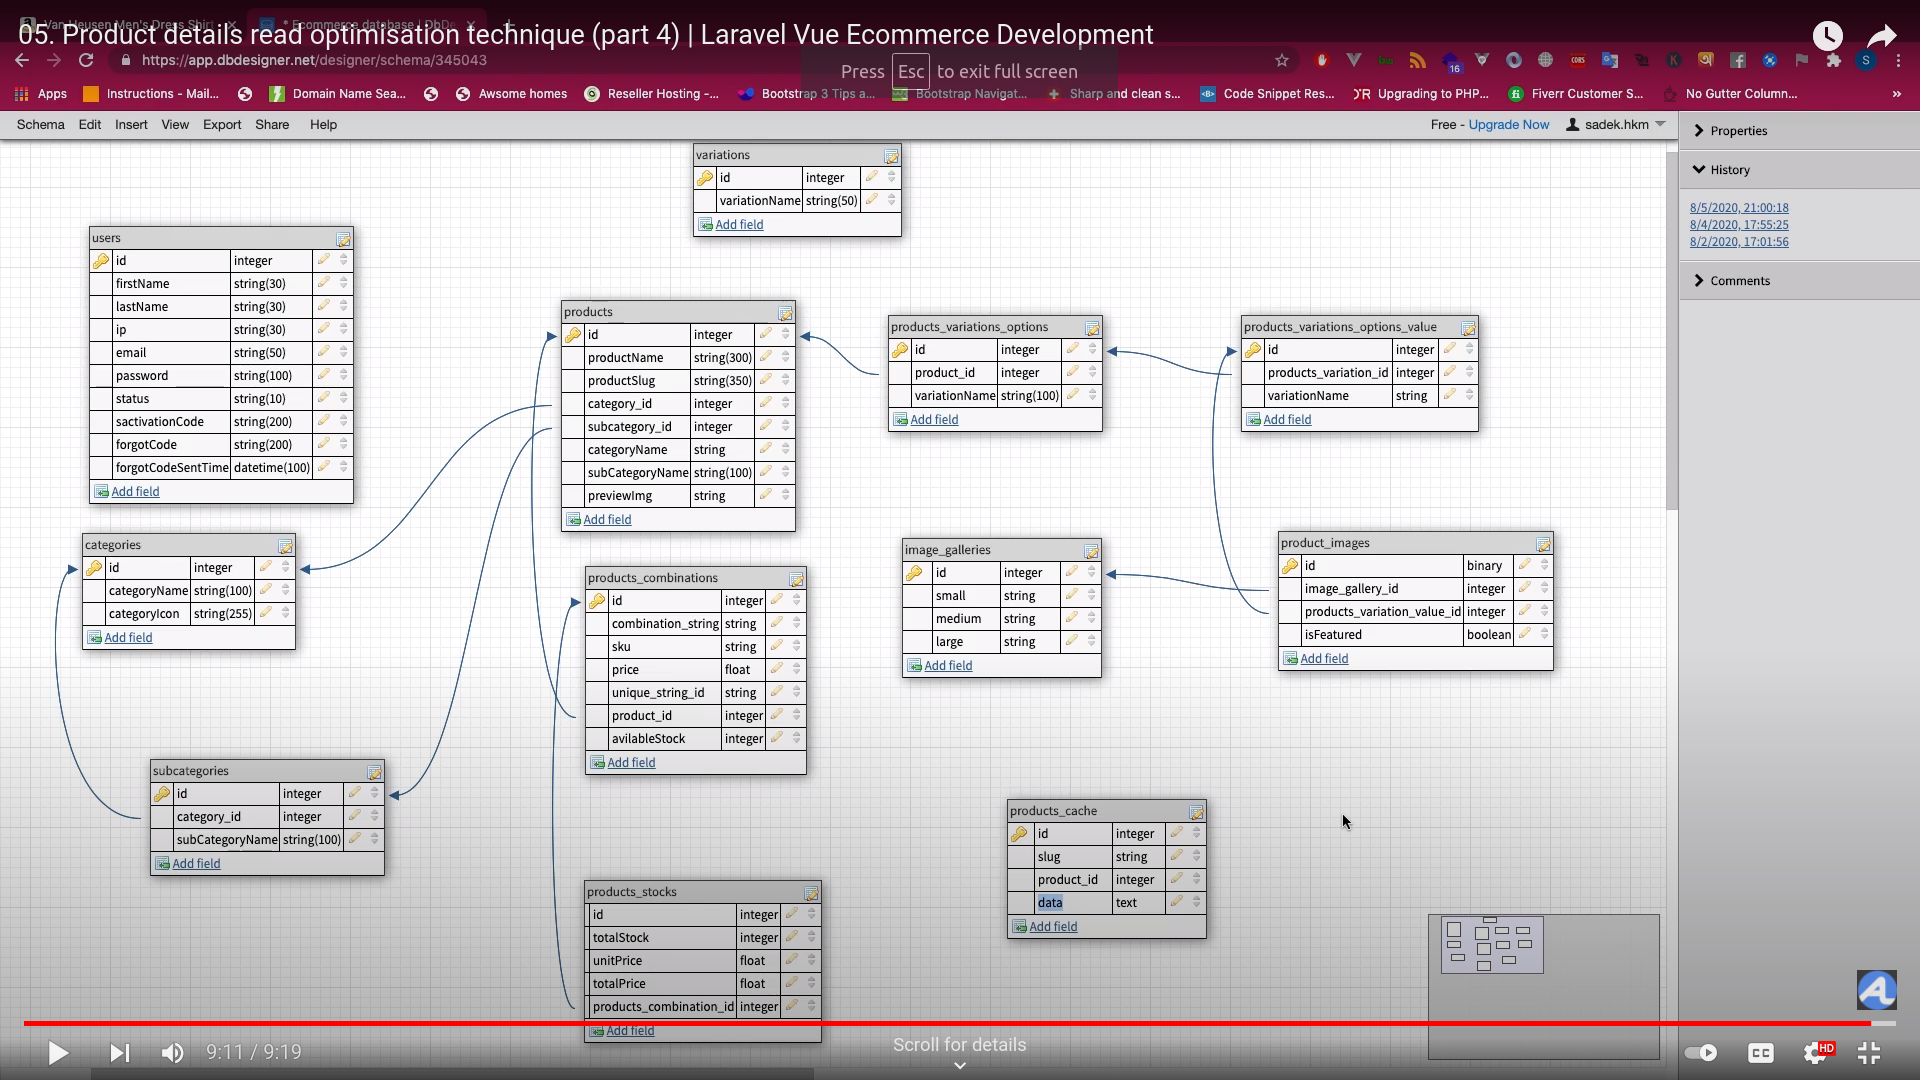 05. Product details read optimisation technique (part 4) | Laravel Vue Ecommerce Development
Van Heusen Men's Dress Shirt
* Ecommerce database | DbDe
https://app.dbdesigner.net/designer/schema/345043
Press Esc to exit full screen
16
S
Apps
Instructions - Mail...
Domain Name Sea...
Awsome homes
Reseller Hosting -...
Bootstrap 3 Tips a...
Bootstrap Navigat...
Sharp and clean s...
Code Snippet Res...
Upgrading to PHP...
Fiverr Customer S...
No Gutter Column...
»
Schema Edit Insert View Export Share Help
Free - Upgrade Now
sadek.hkm
Properties
History
8/5/2020, 21:00:18
8/4/2020, 17:55:25
8/2/2020, 17:01:56
Comments
variations
id integer
variationName string(50)
Add field
users
id integer
firstName string(30)
lastName string(30)
ip string(30)
email string(50)
password string(100)
status string(10)
sactivationCode string(200)
forgotCode string(200)
forgotCodeSentTime datetime(100)
Add field
products
id integer
productName string(300)
productSlug string(350)
category_id integer
subcategory_id integer
categoryName string
subCategoryName string(100)
previewImg string
Add field
products_variations_options
id integer
product_id integer
variationName string(100)
Add field
products_variations_options_value
id integer
products_variation_id integer
variationName string
Add field
categories
id integer
categoryName string(100)
categoryIcon string(255)
Add field
products_combinations
id integer
combination_string string
sku string
price float
unique_string_id string
product_id integer
avilableStock integer
Add field
image_galleries
id integer
small string
medium string
large string
Add field
product_images
id binary
image_gallery_id integer
products_variation_value_id integer
isFeatured boolean
Add field
subcategories
id integer
category_id integer
subCategoryName string(100)
Add field
products_cache
id integer
slug string
product_id integer
data text
Add field
products_stocks
id integer
totalStock integer
unitPrice float
totalPrice float
products_combination_id integer
Add field
9:11 / 9:19
Scroll for details
CC
HD